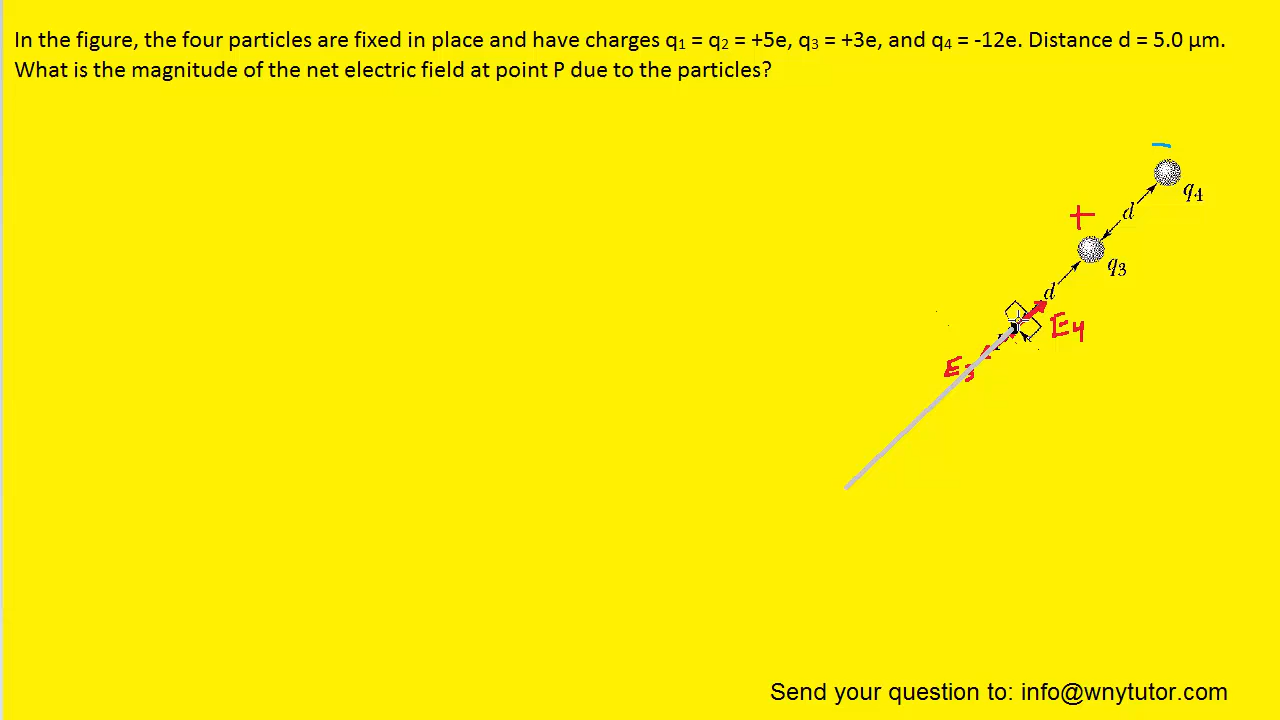 In the figure, the four particles are fixed in place and have charges q₁ = q₂ = +5e, q₃ = +3e, and q₄ = -12e. Distance d = 5.0 μm.
What is the magnitude of the net electric field at point P due to the particles?
−
q4
+
d
q3
d
E4
E3
Send your question to: info@wnytutor.com